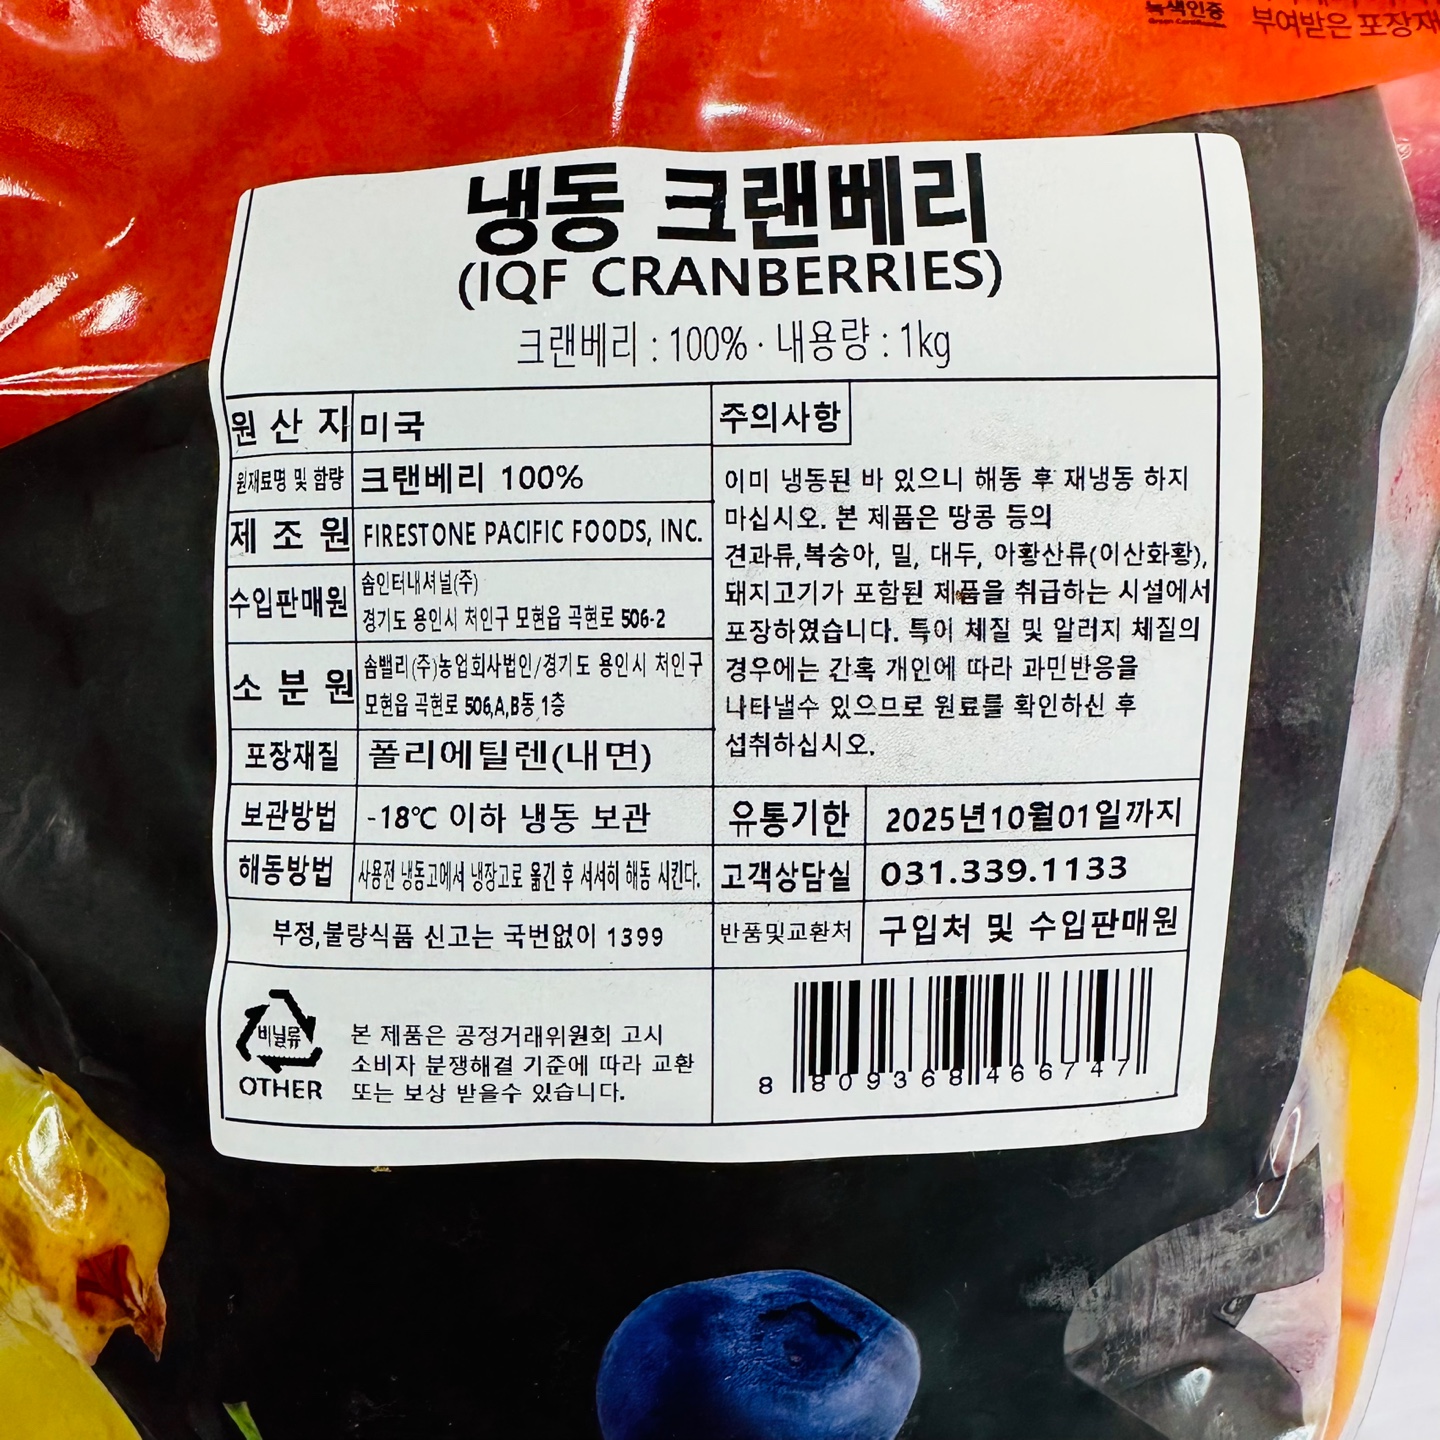 녹색인증
부여받은 포장재
냉동 크랜베리
(IQF CRANBERRIES)
크랜베리 : 100% · 내용량 : 1kg
원 산 지 미국
원재료명 및 함량 크랜베리 100%
제 조 원 FIRESTONE PACIFIC FOODS, INC.
수입판매원 솜인터내셔널(주)
경기도 용인시 처인구 모현읍 곡현로 506-2
소 분 원 솜밸리(주)농업회사법인/경기도 용인시 처인구
모현읍 곡현로 506,A,B동 1층
포장재질 폴리에틸렌(내면)
보관방법 -18℃ 이하 냉동 보관
해동방법 사용전 냉동고에서 냉장고로 옮긴 후 서서히 해동 시킨다.
부정,불량식품 신고는 국번없이 1399
주의사항
이미 냉동된 바 있으니 해동 후 재냉동 하지
마십시오. 본 제품은 땅콩 등의
견과류,복숭아, 밀, 대두, 아황산류(이산화황),
돼지고기가 포함된 제품을 취급하는 시설에서
포장하였습니다. 특이 체질 및 알러지 체질의
경우에는 간혹 개인에 따라 과민반응을
나타낼수 있으므로 원료를 확인하신 후
섭취하십시오.
유통기한 2025년10월01일까지
고객상담실 031.339.1133
반품및교환처 구입처 및 수입판매원
비닐류
OTHER
본 제품은 공정거래위원회 고시
소비자 분쟁해결 기준에 따라 교환
또는 보상 받을수 있습니다.
8 809368 466747